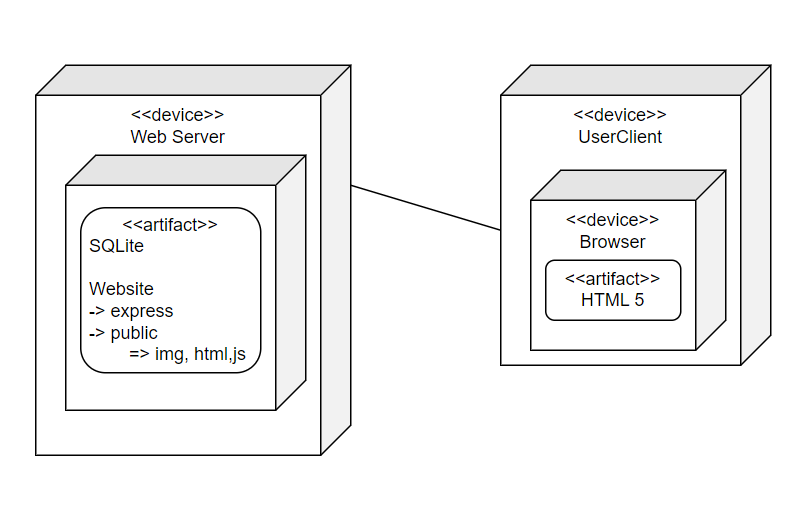 <<device>>
Web Server
<<artifact>>
SQLite
Website
-> express
-> public
=> img, html,js
<<device>>
UserClient
<<device>>
Browser
<<artifact>>
HTML 5